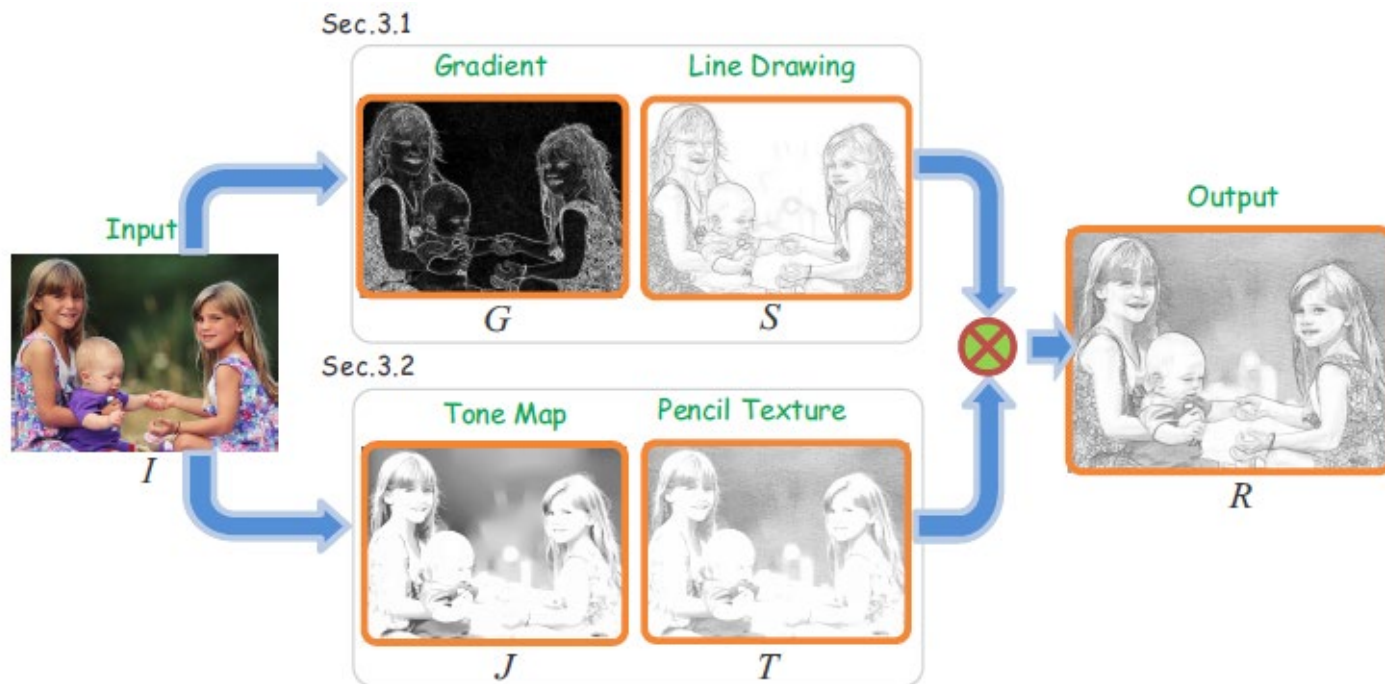 Sec.3.1
Gradient
Line Drawing
G
S
Input
I
Sec.3.2
Tone Map
Pencil Texture
J
T
Output
R